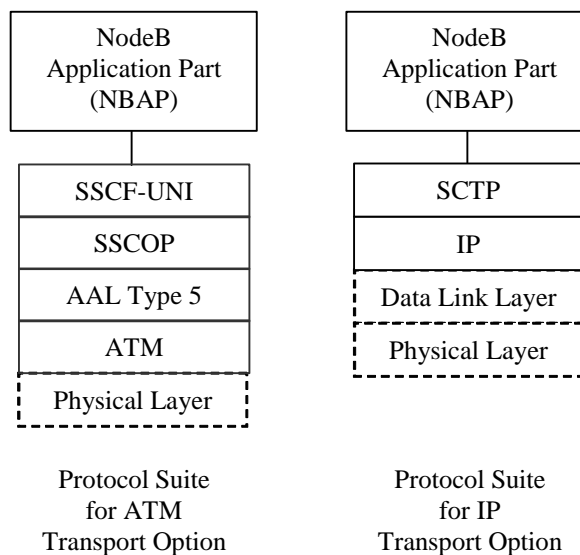 NodeB
Application Part
(NBAP)
SSCF-UNI
SSCOP
AAL Type 5
ATM
Physical Layer
Protocol Suite
for ATM
Transport Option
NodeB
Application Part
(NBAP)
SCTP
IP
Data Link Layer
Physical Layer
Protocol Suite
for IP
Transport Option